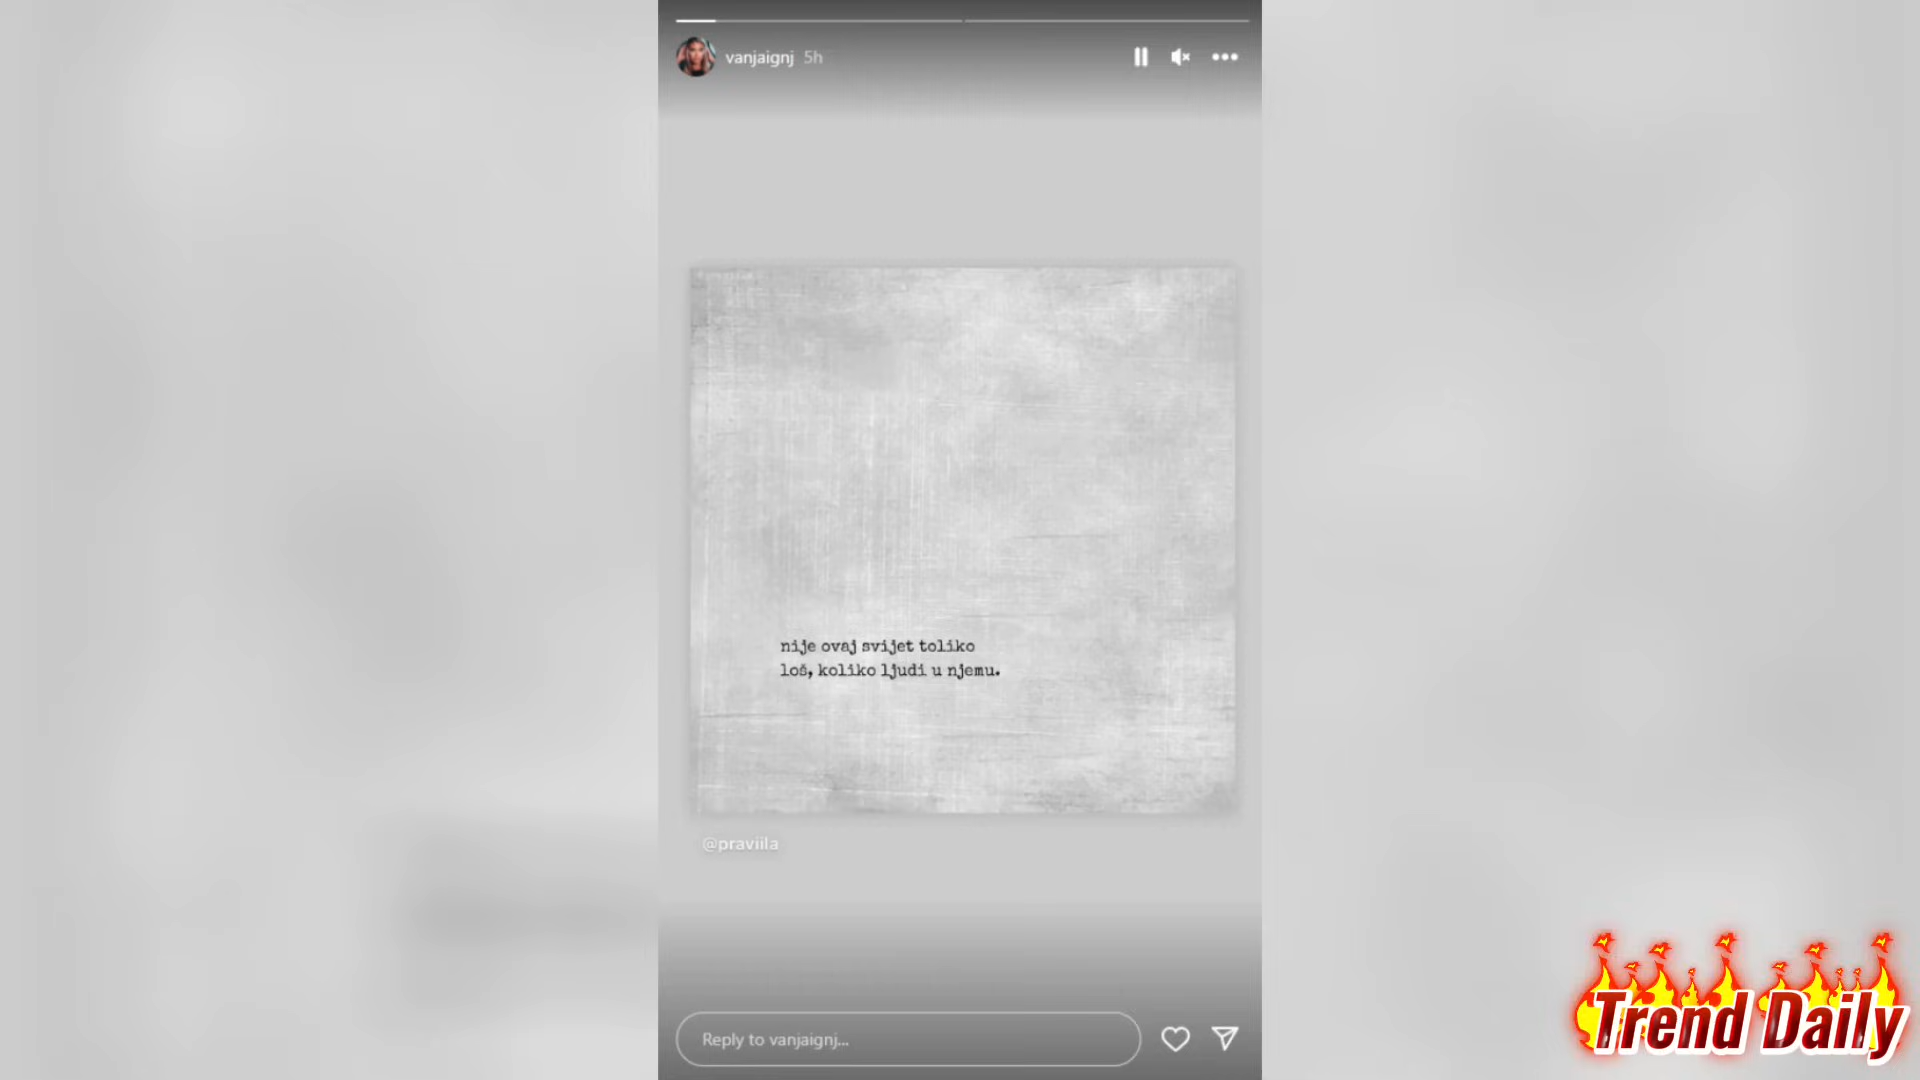 vanjaignj 5h
nije ovaj svijet toliko
loš, koliko ljudi u njemu.
@praviila
Reply to vanjaignj...
Trend Daily